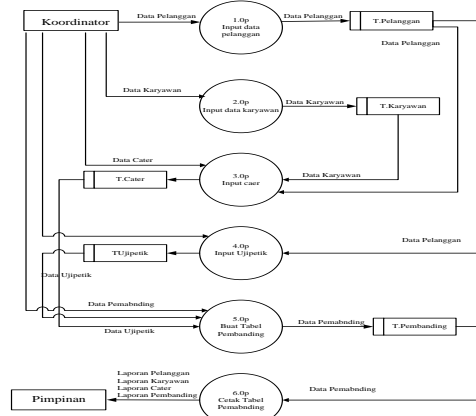 Koordinator
Data Pelanggan
1.0p
Input data
pelanggan
Data Pelanggan
T.Pelanggan
Data Pelanggan
Data Karyawan
2.0p
Input data karyawan
Data Karyawan
T.Karyawan
Data Cater
T.Cater
3.0p
Input caer
Data Karyawan
TUjipetik
4.0p
Input Ujipetik
Data Pelanggan
Data Ujipetik
Data Pemabnding
Data Ujipetik
5.0p
Buat Tabel
Pembanding
Data Pemabnding
T.Pembanding
Pimpinan
Laporan Pelanggan
Laporan Karyawan
Laporan Cater
Laporan Pembanding
6.0p
Cetak Tabel
Pemabnding
Data Pemabnding